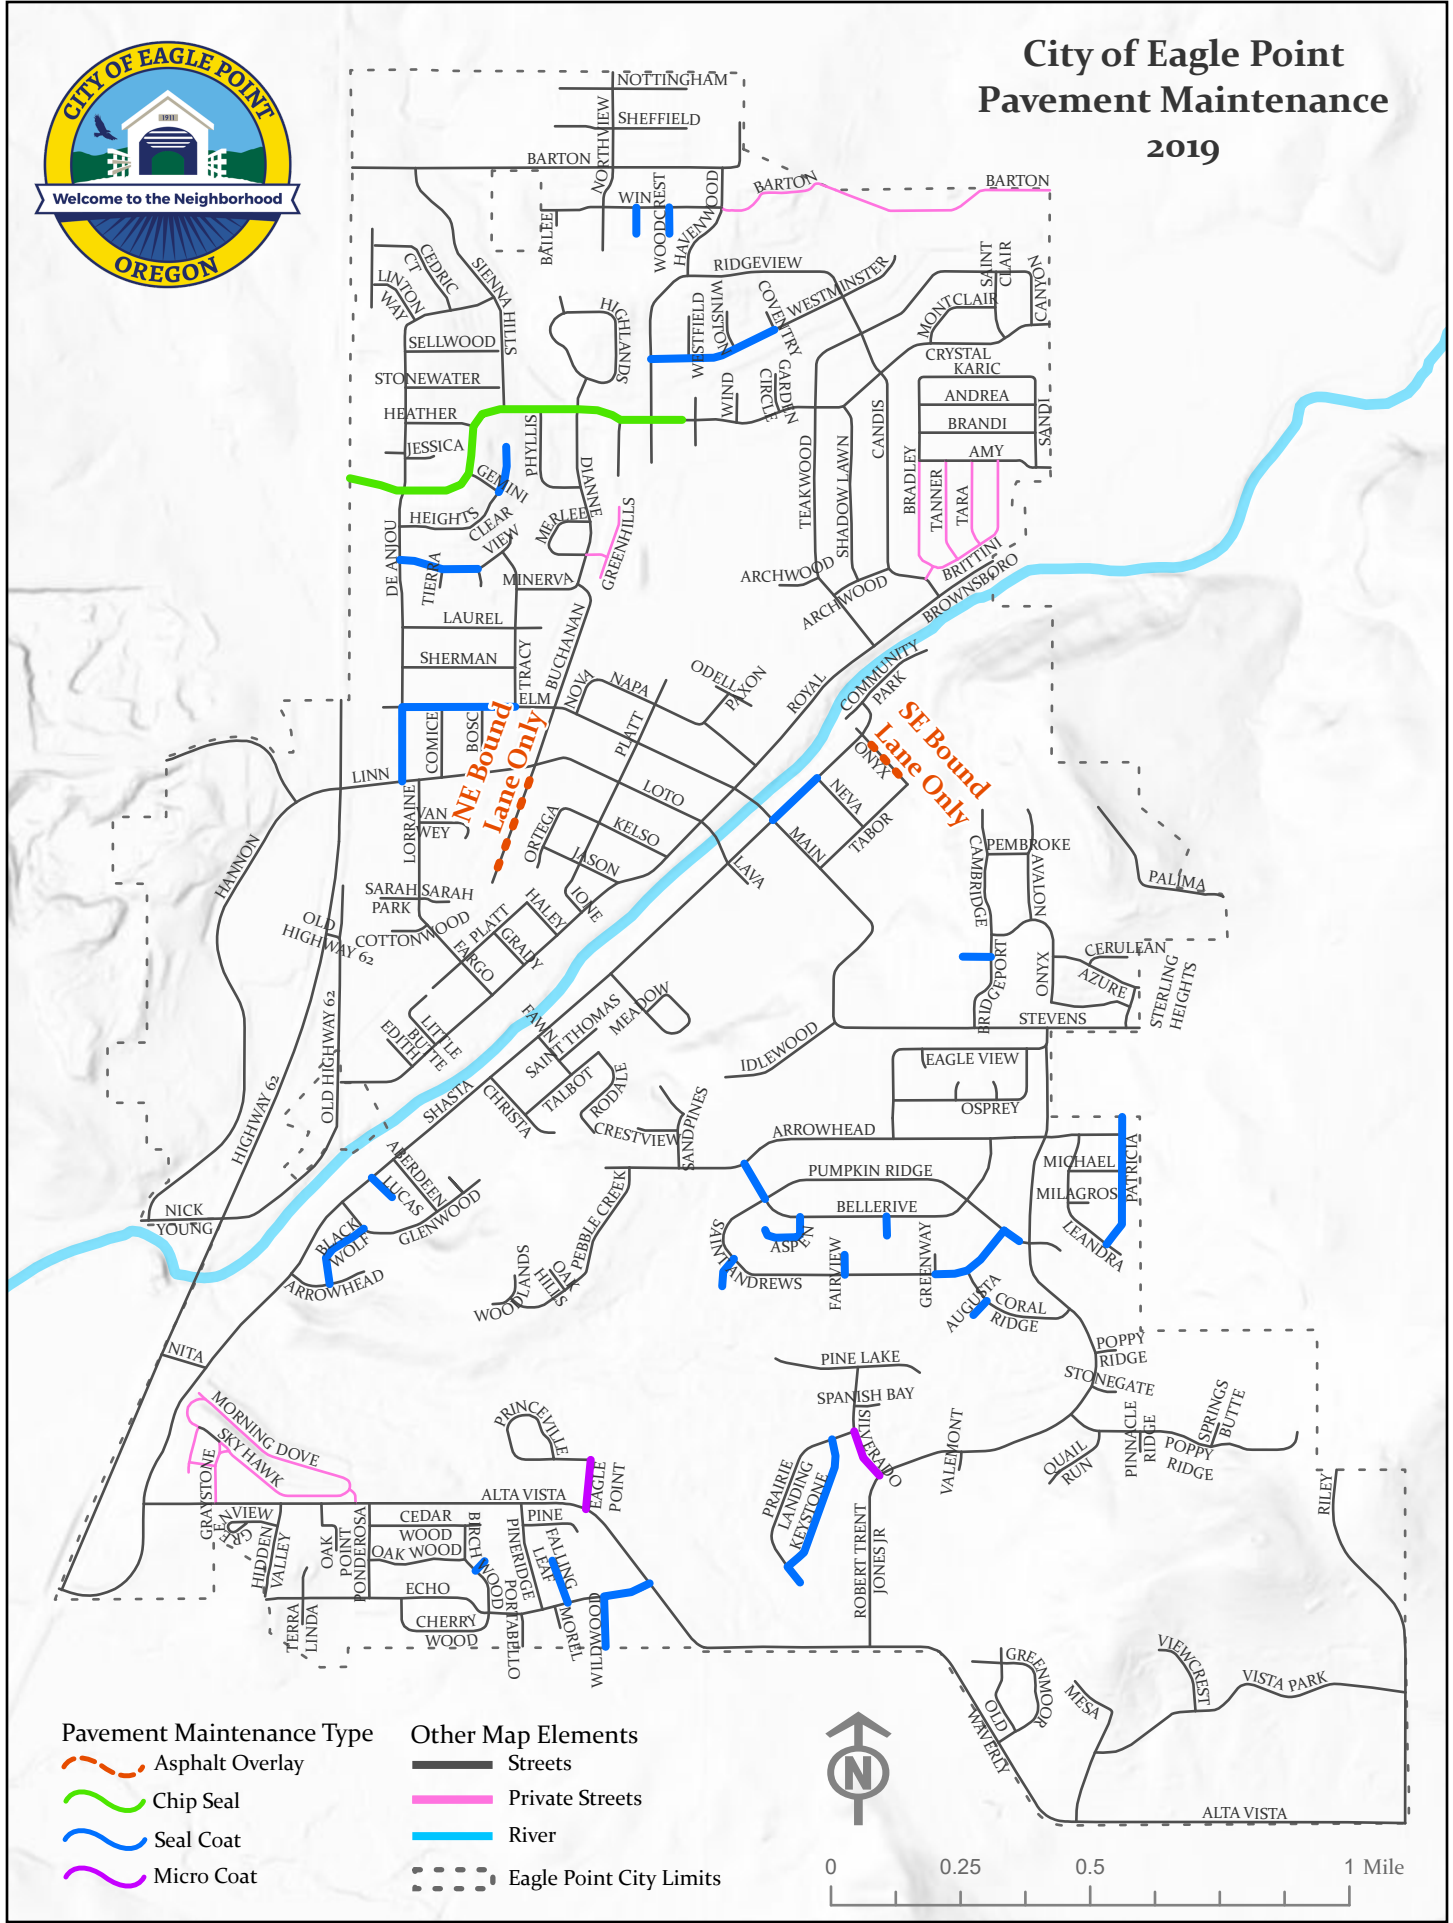 CITY OF EAGLE POINT
1911
Welcome to the Neighborhood
OREGON
City of Eagle Point
Pavement Maintenance
2019
NOTTINGHAM
NORTHVIEW
SHEFFIELD
BARTON
BARTON
BARTON
WIN
WOODCREST
HAVENWOOD
BAILEE
CEDRIC
CT
LINTON
WAY
SIENNA HILLS
RIDGEVIEW
WESTMINSTER
COVENTRY
WINSTON
WESTFIELD
SAINT
CLAIR
CANYON
MONTCLAIR
HIGHLANDS
SELLWOOD
STONEWATER
HEATHER
JESSICA
CRYSTAL
KARIC
ANDREA
BRANDI
AMY
SANDI
WIND
CIRCLE
GARDEN
PHYLLIS
GEMINI
DIANNE
TEAKWOOD
SHADOW LAWN
CANDIS
BRADLEY
TANNER
TARA
HEIGHTS
CLEAR
VIEW
MERLEE
GREENHILLS
BRITTINI
BROWNSBORO
DE ANJOU
TIERRA
MINERVA
ARCHWOOD
ARCHWOOD
LAUREL
SHERMAN
TRACY
BUCHANAN
ELM
NOVA
NAPA
ODELL
PAXON
ROYAL
COMMUNITY
PARK
COMICE
BOSC
NE Bound
Lane Only
PLATT
SE Bound
Lane Only
ONYX
LINN
LORRAINE
VAN
WEY
LOTO
KELSO
JASON
ORTEGA
NEVA
TABOR
MAIN
LAVA
HANNON
SARAH
PARK
SARAH
COTTONWOOD
OLD
HIGHWAY 62
HALEY
IONE
PLATT
GRADY
FARGO
CAMBRIDGE
PEMBROKE
AVALON
PALIMA
BRIDGEPORT
ONYX
CERULEAN
AZURE
STERLING
HEIGHTS
STEVENS
OLD HIGHWAY 62
HIGHWAY 62
EDITH
LITTLE
BUTTE
FAWN
SAINT THOMAS
MEADOW
IDLEWOOD
SHASTA
CHRISTA
TALBOT
RODALE
CRESTVIEW
SANDPINES
EAGLE VIEW
OSPREY
ARROWHEAD
PUMPKIN RIDGE
BELLERIVE
MICHAEL
MILAGROS
PATRICIA
LEANDRA
NICK
YOUNG
ABERDEEN
LUCAS
GLENWOOD
BLACK
WOLF
ARROWHEAD
WOODLANDS
OAK
HILLS
PEBBLE CREEK
SAINT ANDREWS
ASPEN
FAIRVIEW
GREENWAY
AUGUSTA
CORAL
RIDGE
NITA
PINE LAKE
SPANISH BAY
SILVERADO
POPPY
RIDGE
STONEGATE
PINNACLE
RIDGE
SPRINGS
BUTTE
POPPY
RIDGE
QUAIL
RUN
VALEMONT
MORNING DOVE
SKYHAWK
GRAYSTONE
PRINCEVILLE
EAGLE
POINT
PRAIRIE
LANDING
KEYSTONE
ROBERT TRENT
JONES JR
RILEY
ALTA VISTA
VIEW
GREEN
HIDDEN
VALLEY
OAK
POINT
PONDEROSA
CEDAR
WOOD
OAK WOOD
BIRCH WOOD
PINE
PINERIDGE
FALLING
LEAF
ECHO
CHERRY
WOOD
TERRA
LINDA
PORTABELLO
MOREL
WILDWOOD
GREENMOOR
OLD
WAVERLY
MESA
VIEWCREST
VISTA PARK
ALTA VISTA
Pavement Maintenance Type
Asphalt Overlay
Chip Seal
Seal Coat
Micro Coat
Other Map Elements
Streets
Private Streets
River
Eagle Point City Limits
N
0
0.25
0.5
1 Mile